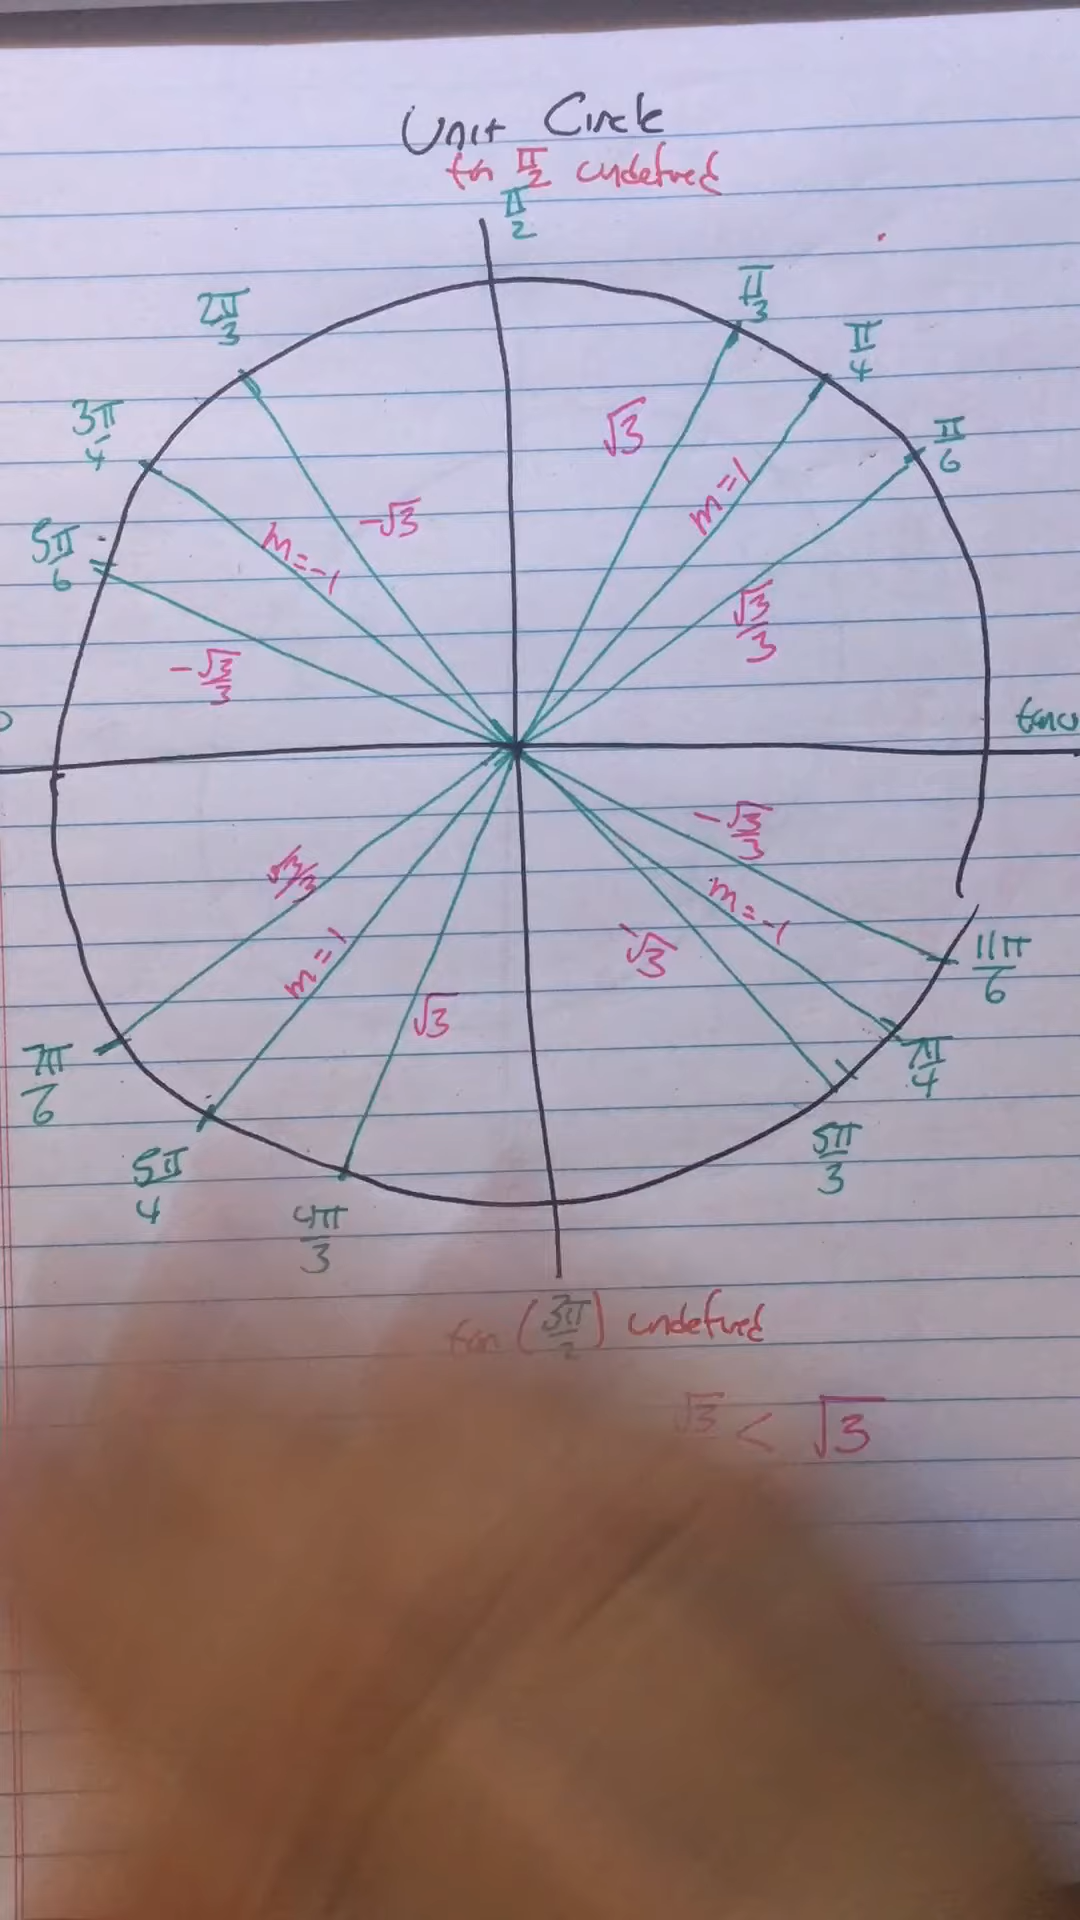 Unit Circle
tan π/2 undefined
π/2
2π/3
π/3
π/4
3π/4
π/6
√3
-√3
m=1
5π/6
m=-1
√3/3
-√3/3
-√3/3
√3/3
m=-1
m=1
-√3
√3
11π/6
7π/6
7π/4
5π/4
5π/3
4π/3
tan (3π/2) undefined
√3 < √3